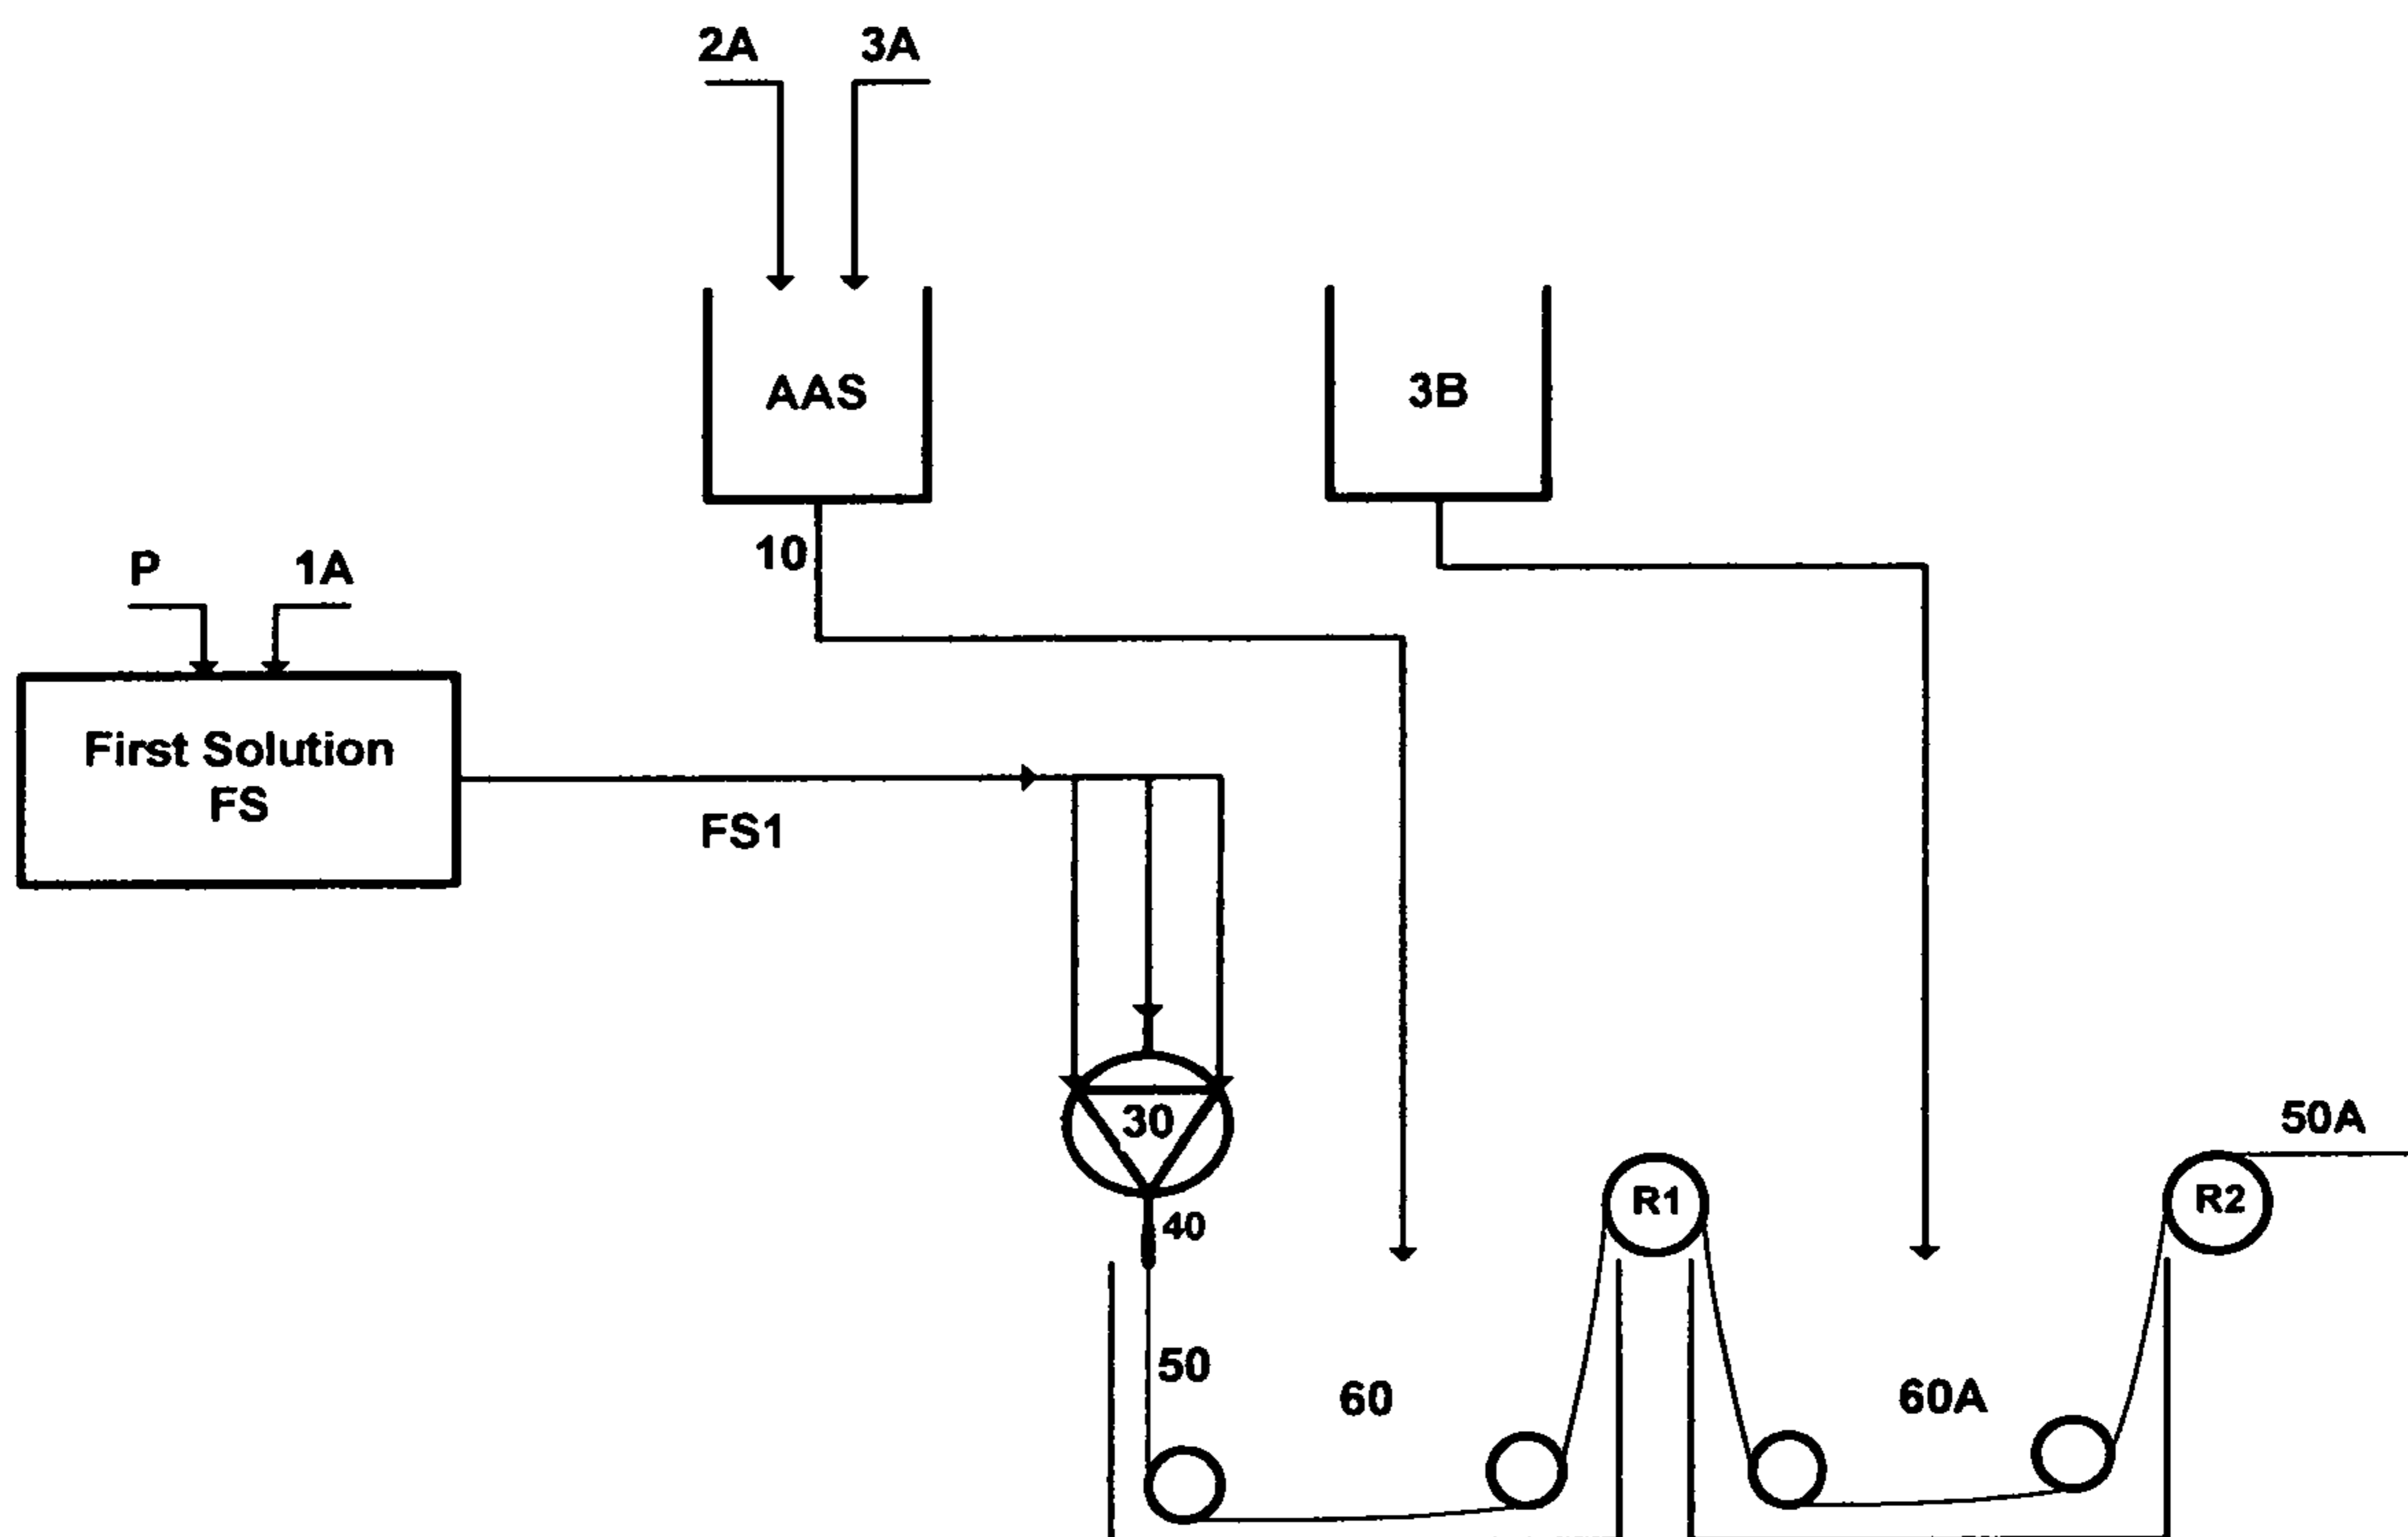 2A
3A
AAS
3B
10
P
1A
First Solution
FS
FS1
30
50A
R1
R2
40
50
60
60A